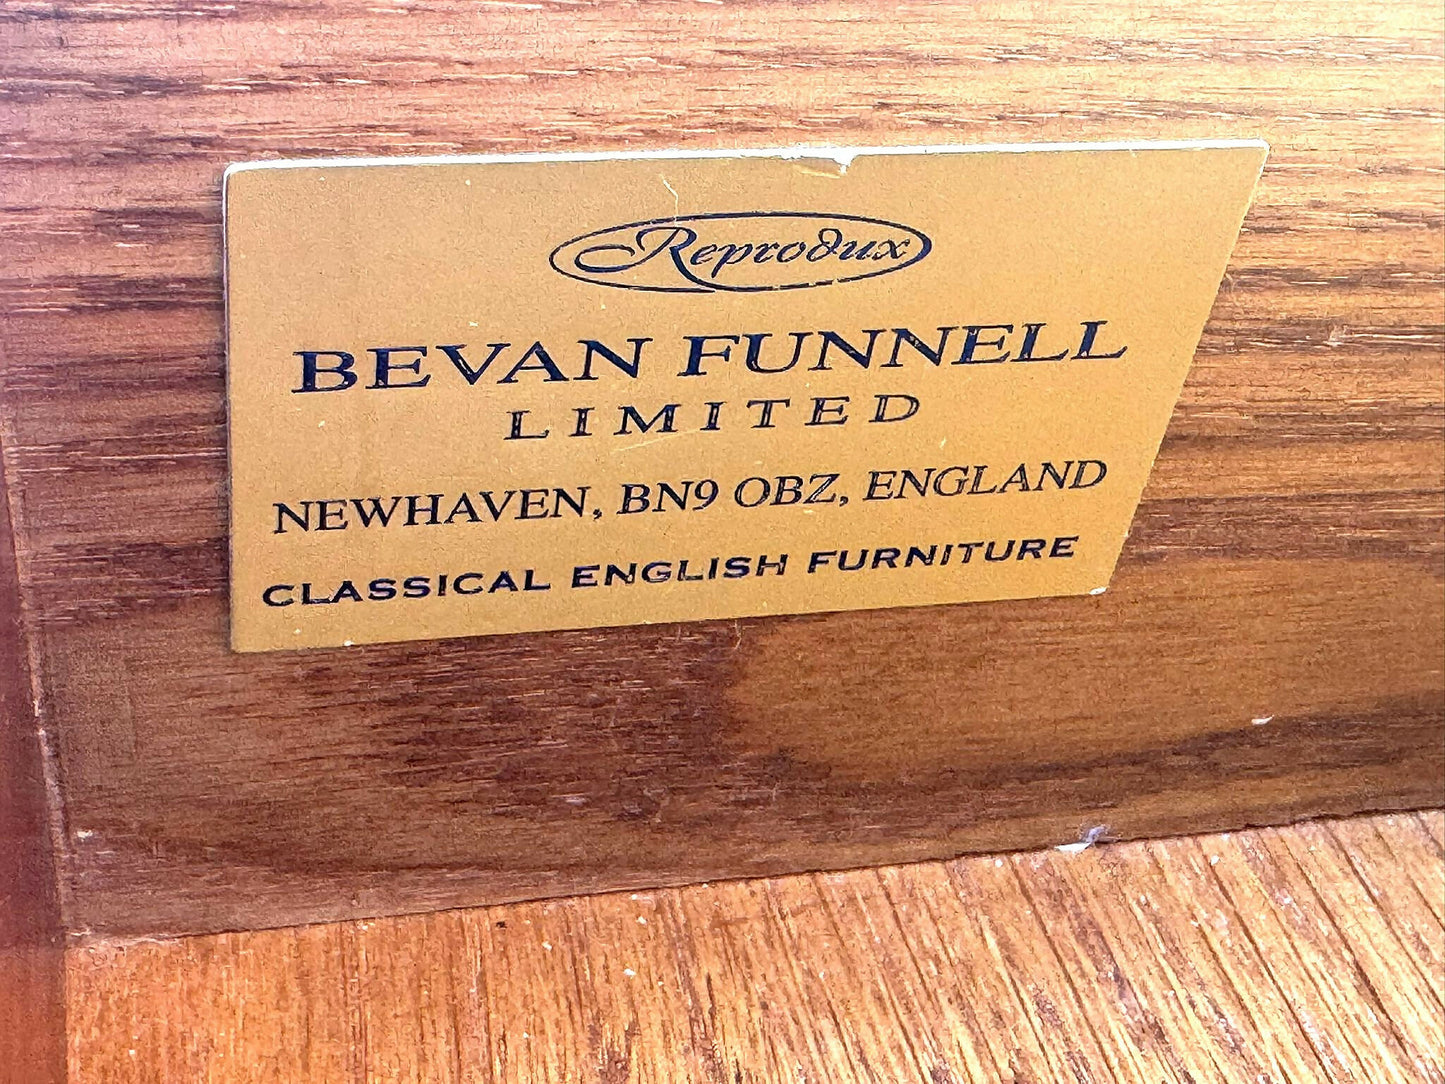 Reprodux
BEVAN FUNNELL
LIMITED
NEWHAVEN, BN9 OBZ, ENGLAND
CLASSICAL ENGLISH FURNITURE